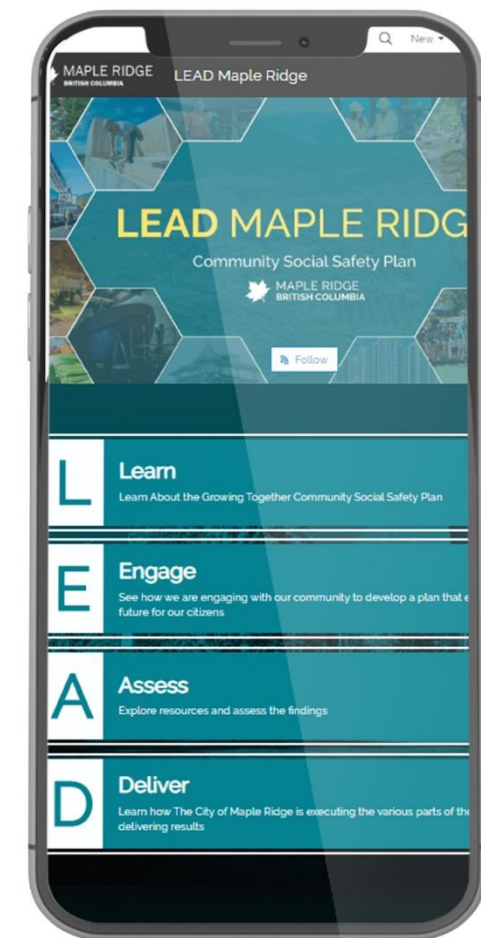 New
MAPLE RIDGE
BRITISH COLUMBIA
LEAD Maple Ridge
LEAD MAPLE RIDG
Community Social Safety Plan
MAPLE RIDGE
BRITISH COLUMBIA
Follow
L
Learn
Learn About the Growing Together Community Social Safety Plan
E
Engage
See how we are engaging with our community to develop a plan that e
future for our citizens
A
Assess
Explore resources and assess the findings
D
Deliver
Learn how The City of Maple Ridge is executing the various parts of the
delivering results